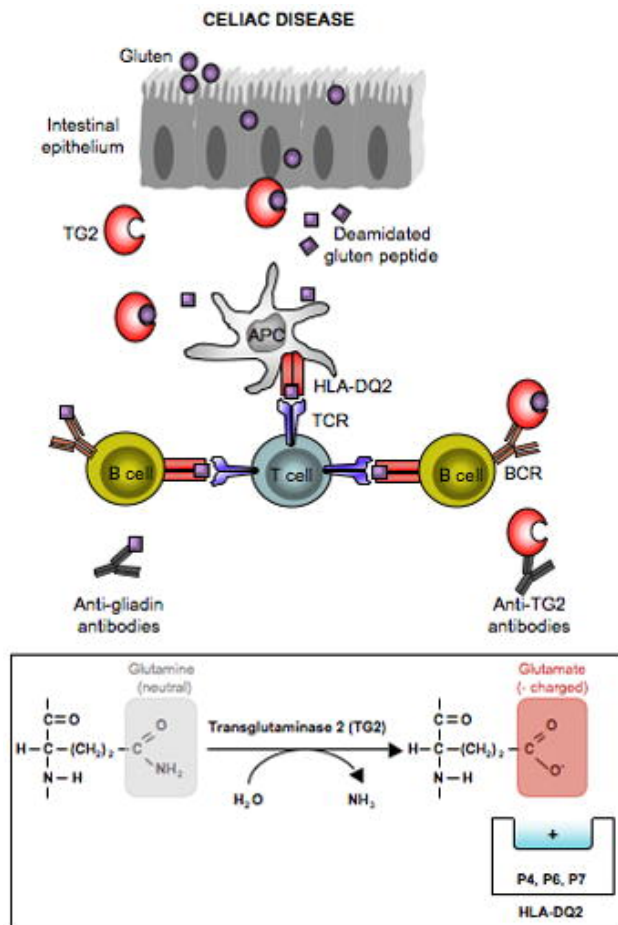 CELIAC DISEASE
Gluten
Intestinal
epithelium
TG2
Deamidated
gluten peptide
APC
HLA-DQ2
TCR
B cell
T cell
B cell
BCR
Anti-gliadin
antibodies
Anti-TG2
antibodies
Glutamine
(neutral)
Glutamate
(- charged)
C=O
H-C-(CH₂)₂-C
O
NH₂
N-H
Transglutaminase 2 (TG2)
H₂O
NH₃
C=O
H-C-(CH₂)₂-C
O
O⁻
N-H
+
P4, P6, P7
HLA-DQ2